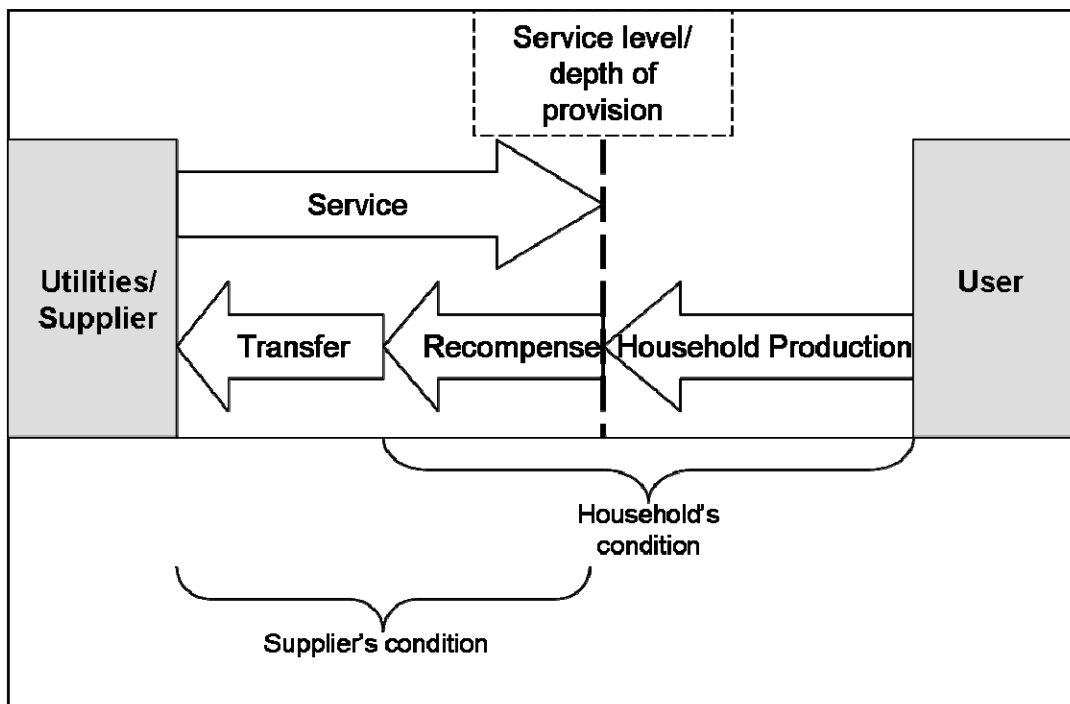 Service level/
depth of
provision
Service
Utilities/
Supplier
User
Transfer
Recompense
Household Production
Household's
condition
Supplier's condition